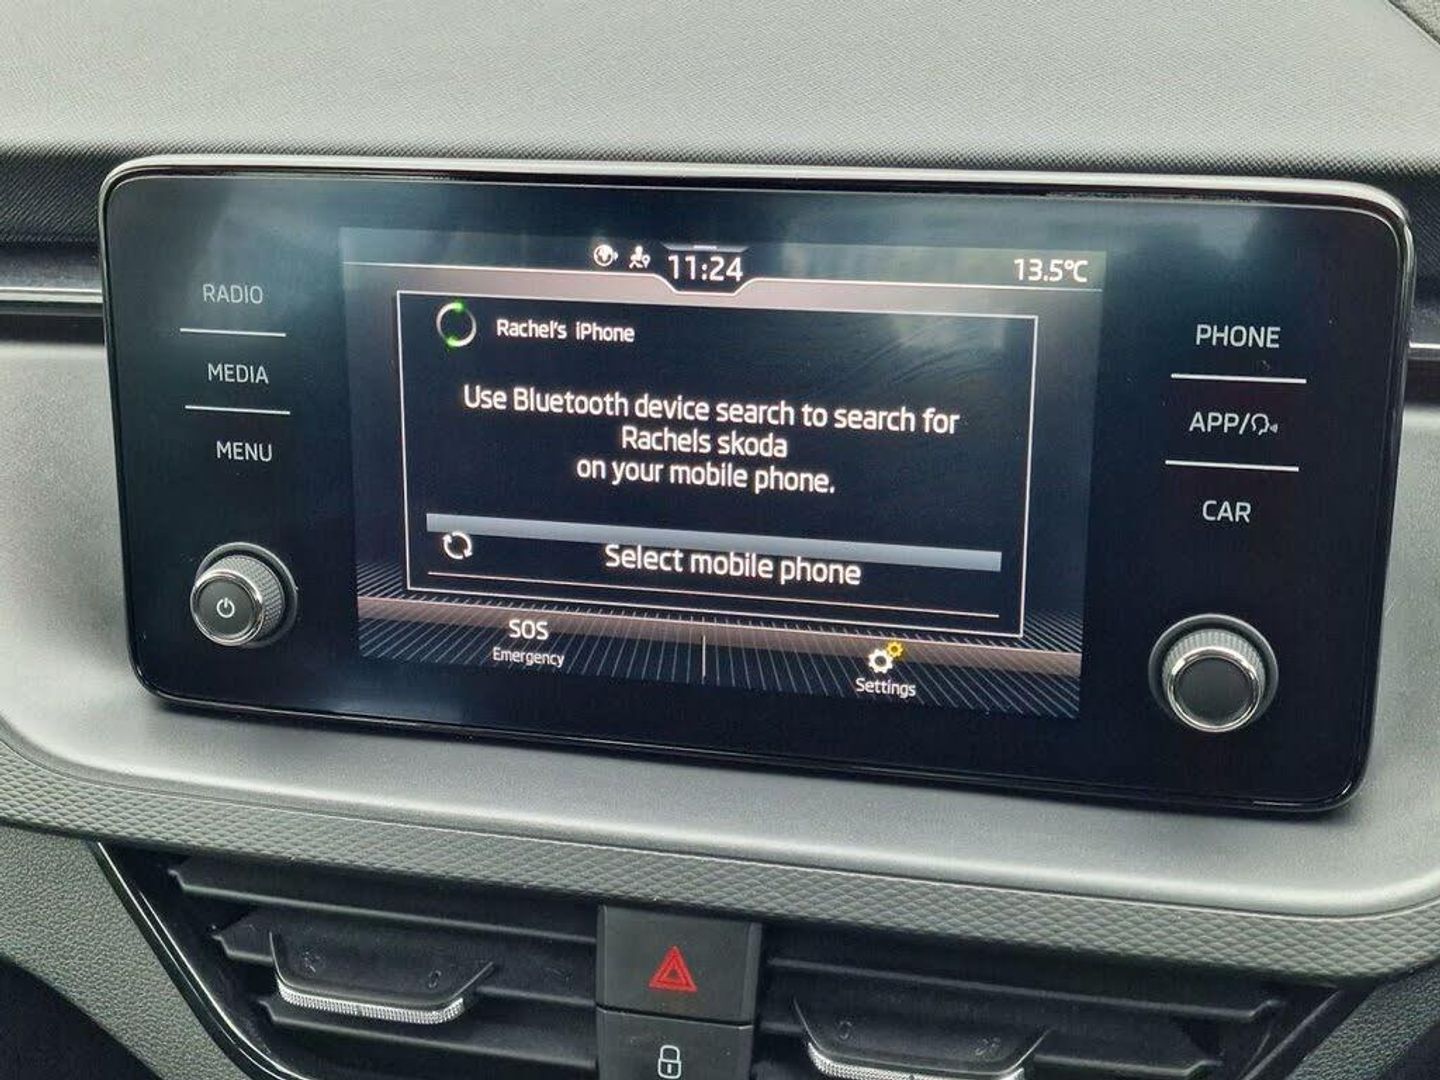 11:24
13.5°C
RADIO
MEDIA
MENU
Rachel's iPhone
Use Bluetooth device search to search for
Rachels skoda
on your mobile phone.
Select mobile phone
SOS
Emergency
Settings
PHONE
APP/
CAR